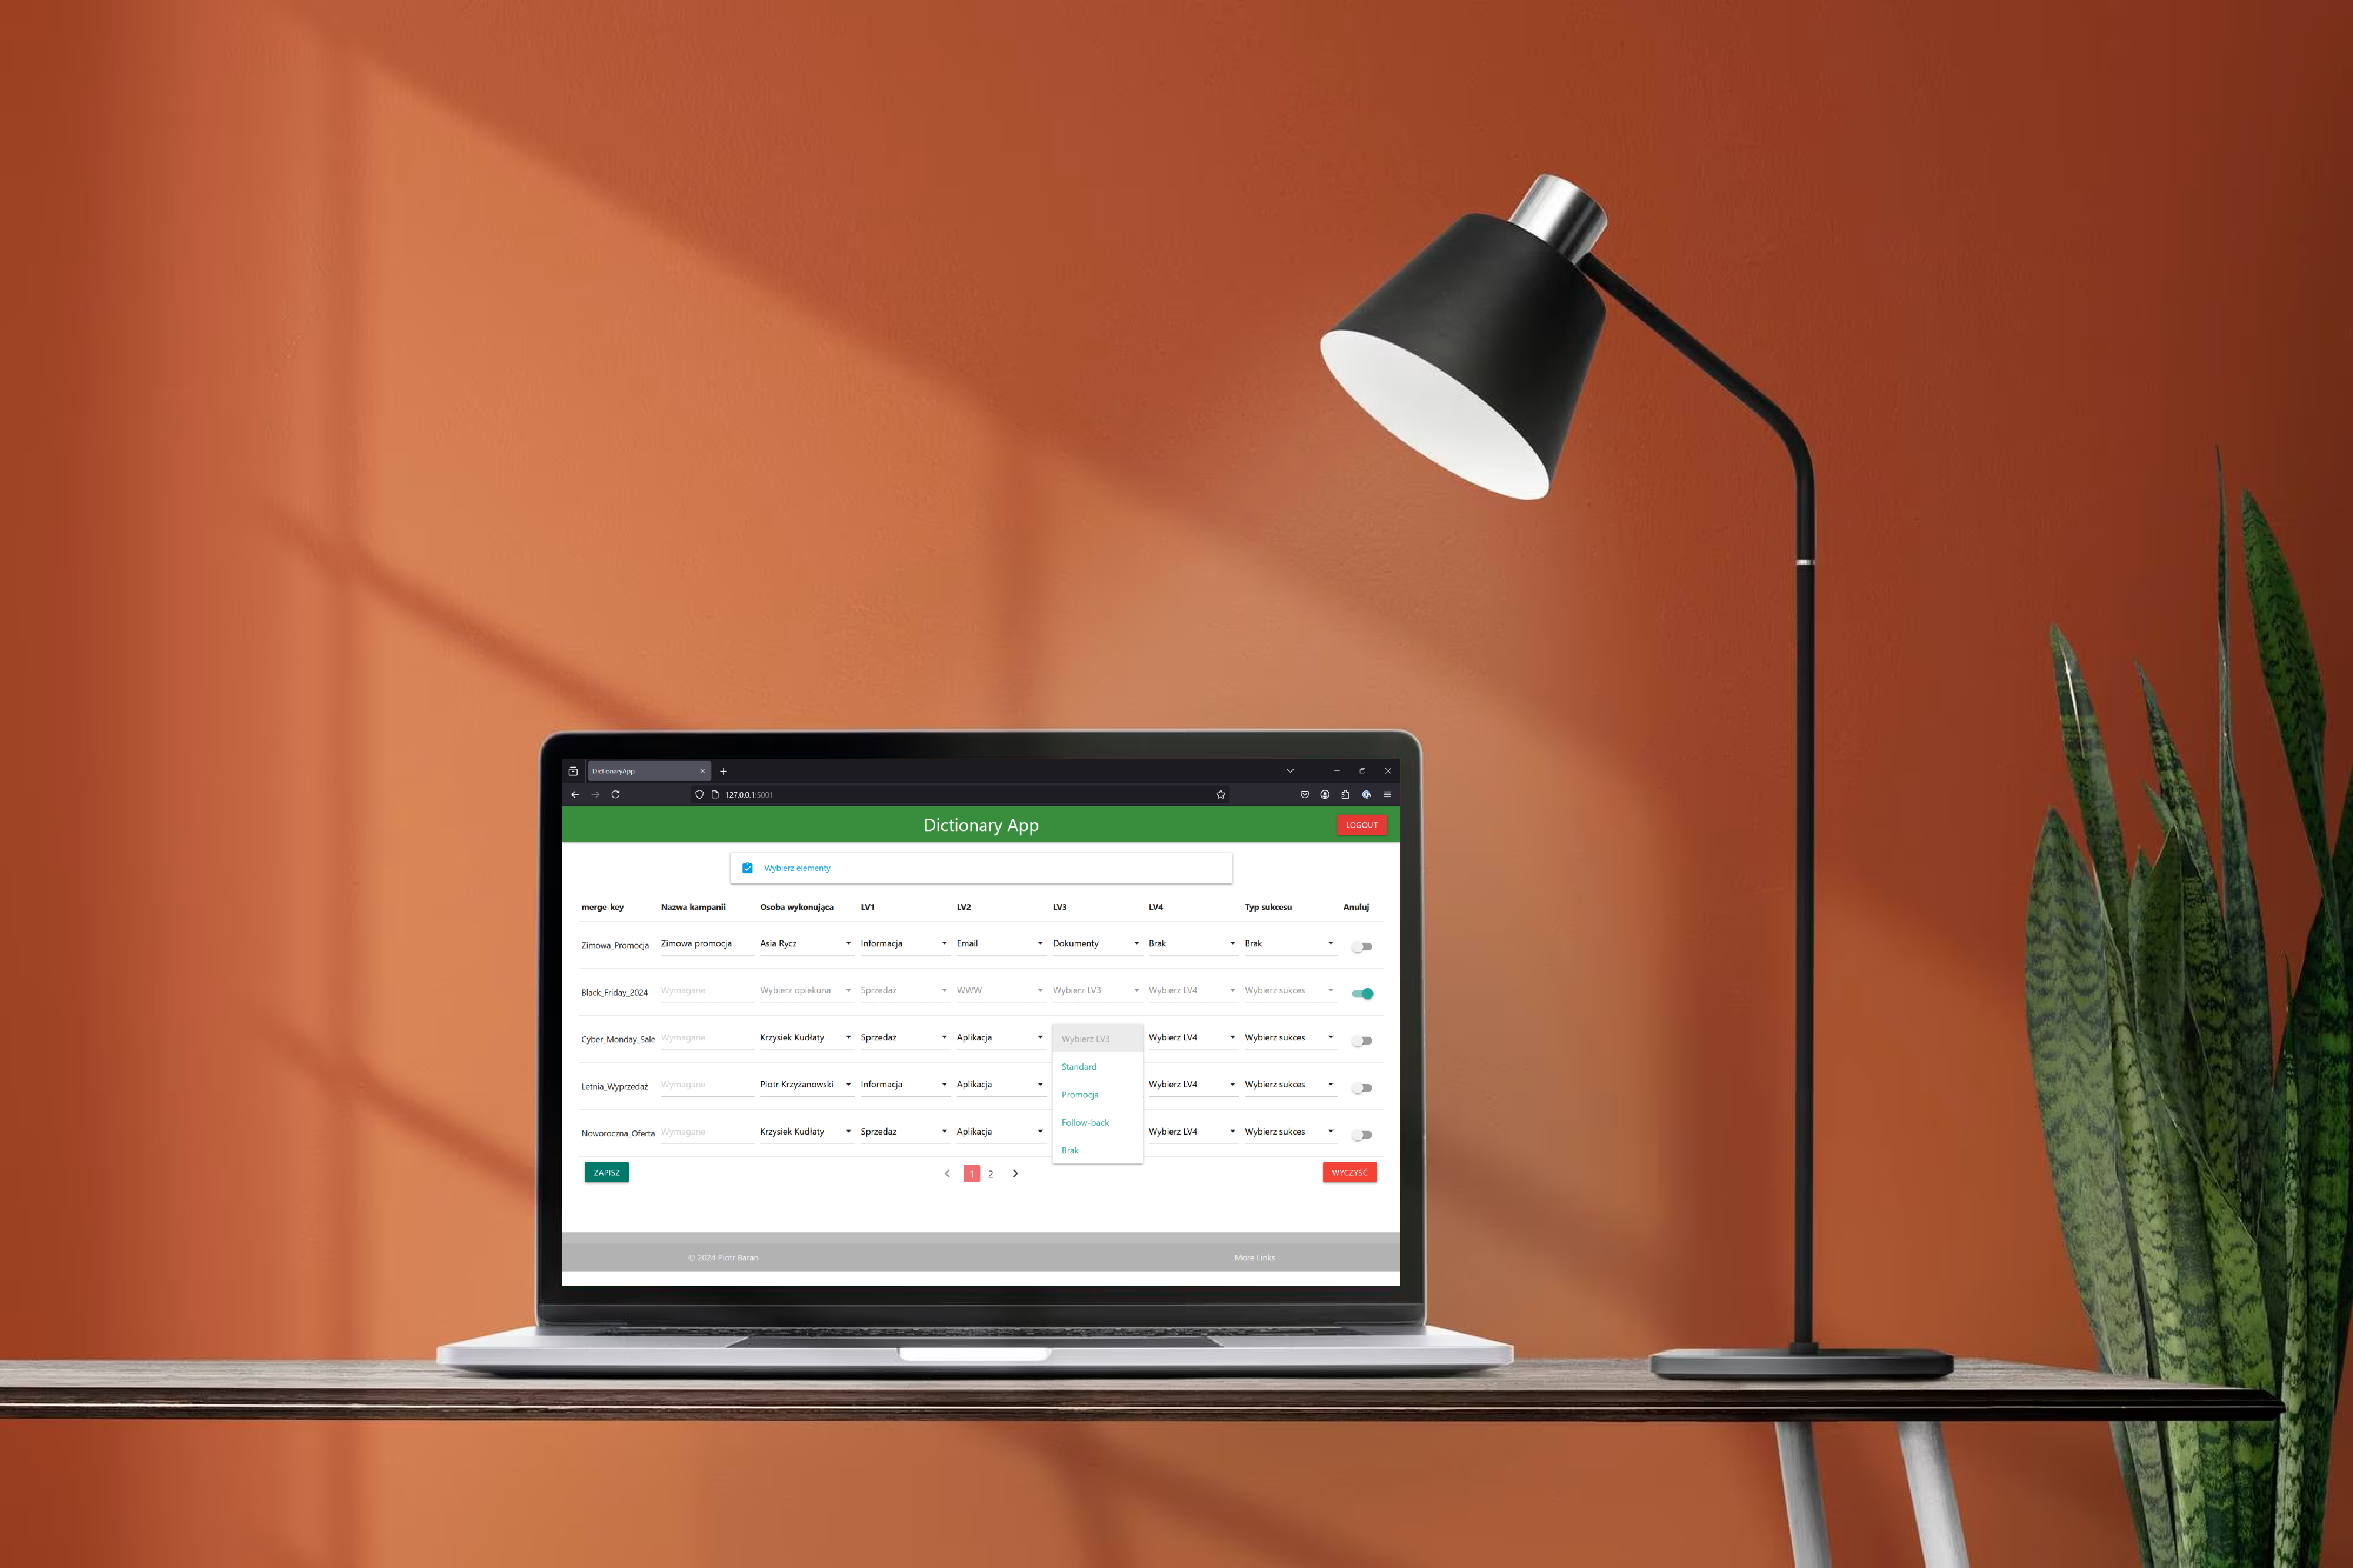 DictionaryApp
127.0.0.1:5001
Dictionary App
LOGOUT
Wybierz elementy
merge-key Nazwa kampanii Osoba wykonująca LV1 LV2 LV3 LV4 Typ sukcesu Anuluj
Zimowa_Promocja Zimowa promocja Asia Rycz Informacja Email Dokumenty Brak Brak
Black_Friday_2024 Wymagane Wybierz opiekuna Sprzedaż WWW Wybierz LV3 Wybierz LV4 Wybierz sukces
Cyber_Monday_Sale Wymagane Krzysiek Kudłaty Sprzedaż Aplikacja Wybierz LV3 Wybierz LV4 Wybierz sukces
Standard
Letnia_Wyprzedaż Wymagane Piotr Krzyżanowski Informacja Aplikacja Wybierz LV4 Wybierz sukces
Promocja
Follow-back
Noworoczna_Oferta Wymagane Krzysiek Kudłaty Sprzedaż Aplikacja Wybierz LV4 Wybierz sukces
Brak
ZAPISZ 1 2 WYCZYŚĆ
© 2024 Piotr Baran More Links